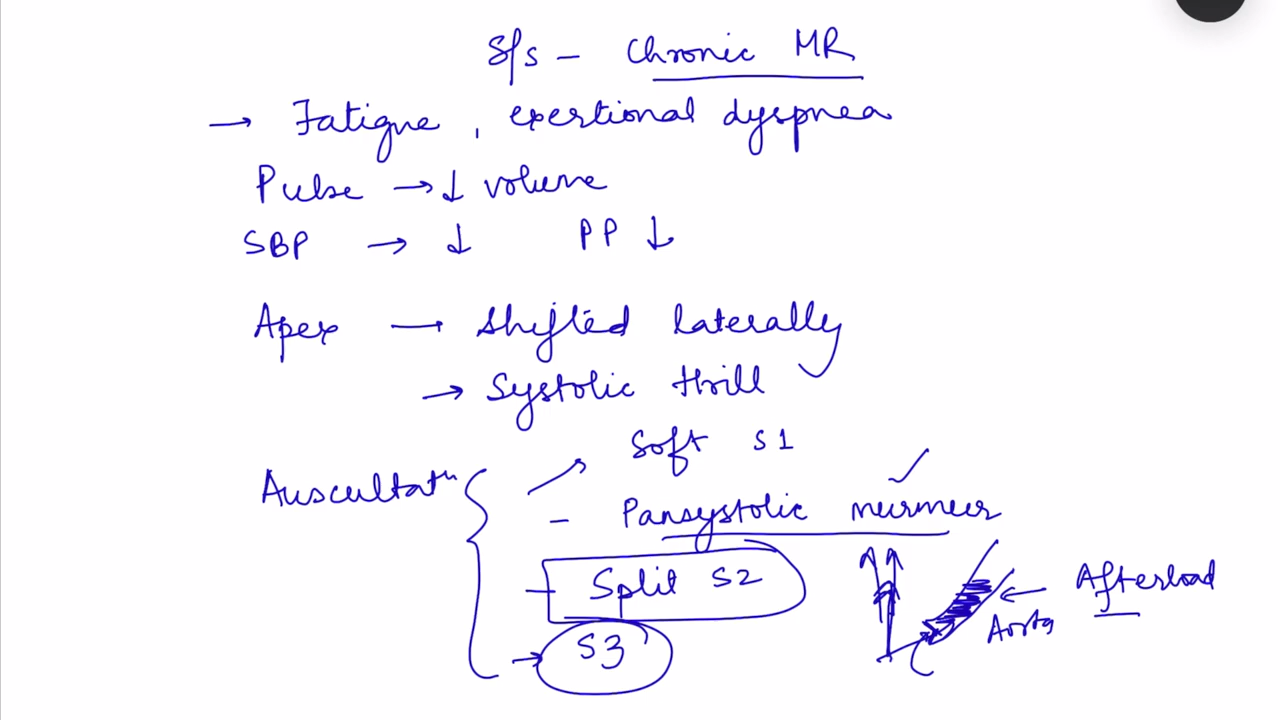 S/s - Chronic MR
→ Fatigue, exertional dyspnea
Pulse → ↓ volume
SBP → ↓ PP ↓
Apex → shifted laterally
→ Systolic thrill
Soft S1
Auscultatⁿ
- Pansystolic murmur
- Split S2
Afterload
Aorta
→ S3